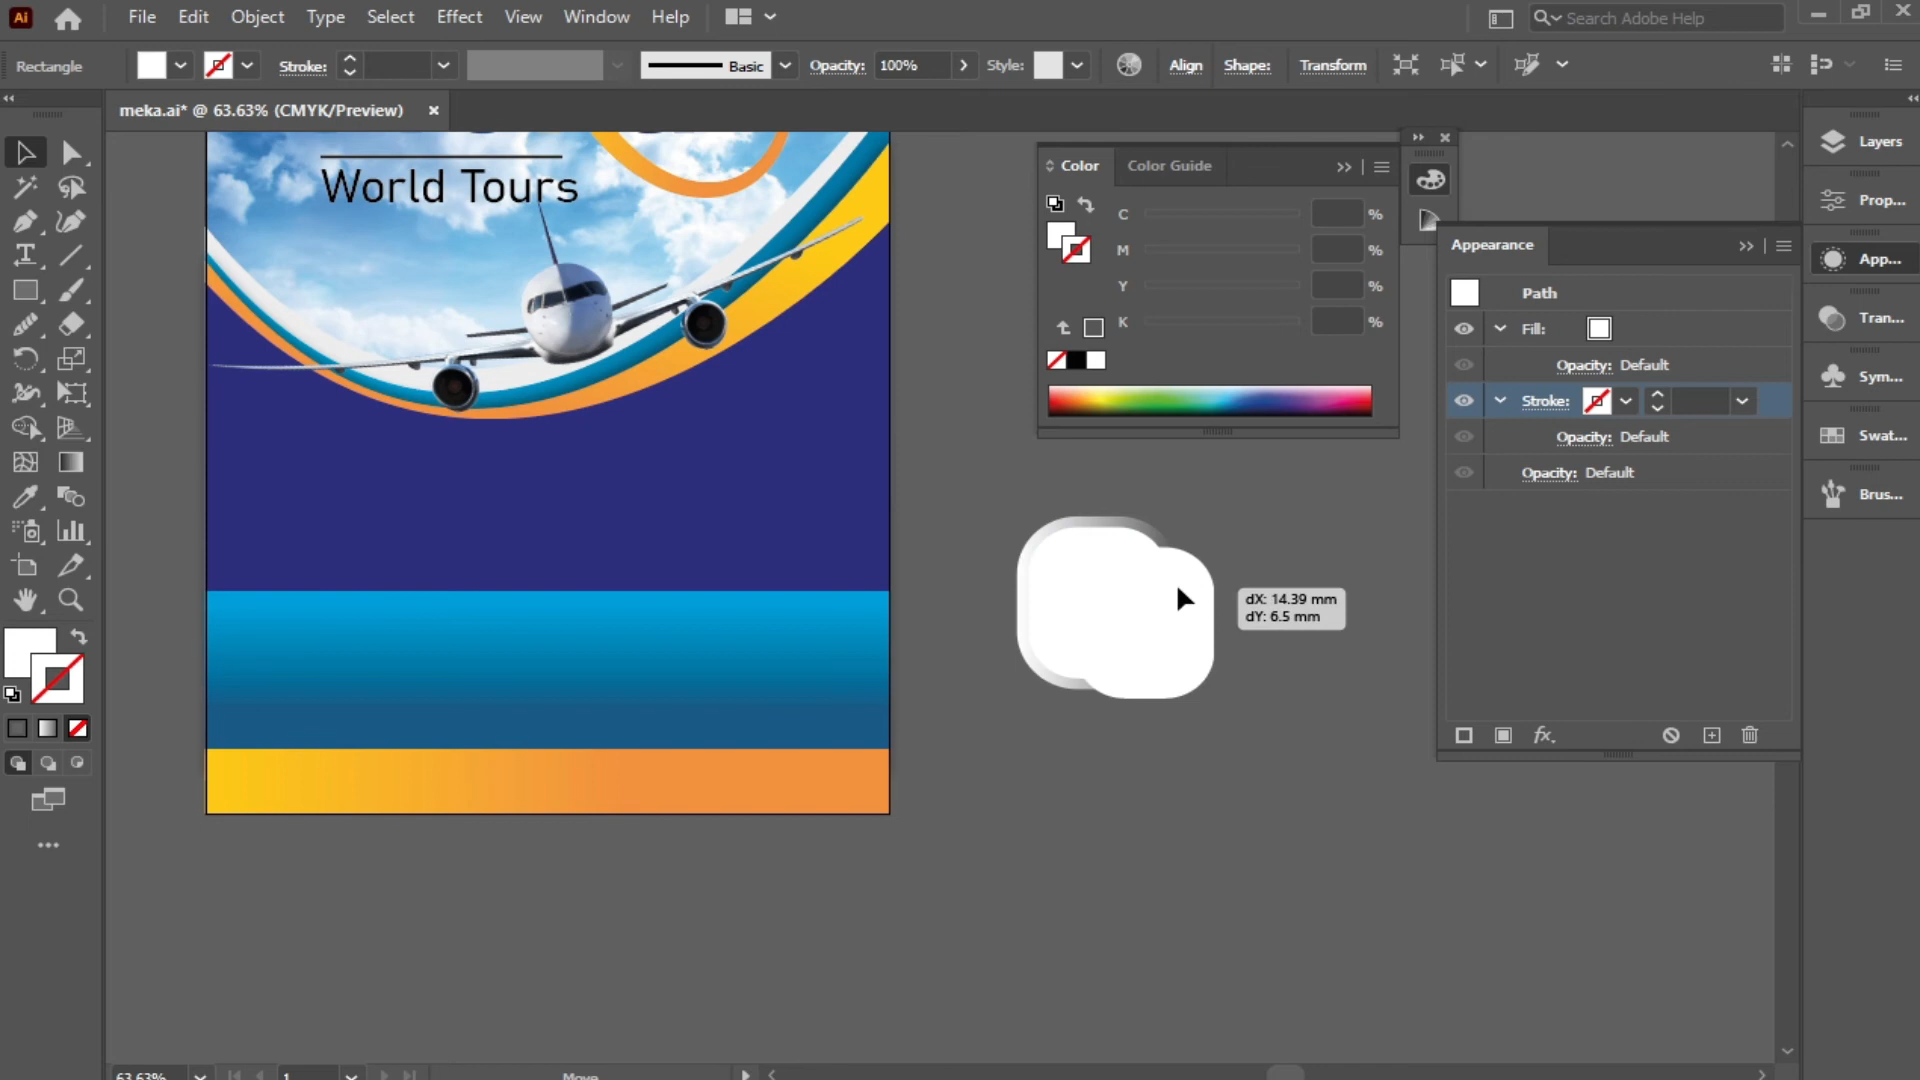 Ai File Edit Object Type Select Effect View Window Help Search Adobe Help
Rectangle Stroke: Basic Opacity: 100% Style: Align Shape: Transform
meka.ai* @ 63.63% (CMYK/Preview)
World Tours
Color Color Guide
C %
M %
Y %
K %
Appearance
Path
Fill:
Opacity: Default
Stroke:
Opacity: Default
Opacity: Default
fx.
Layers
Prop...
App...
Tran...
Sym...
Swat...
Brus...
dX: 14.39 mm
dY: 6.5 mm
63.63% 1 Move